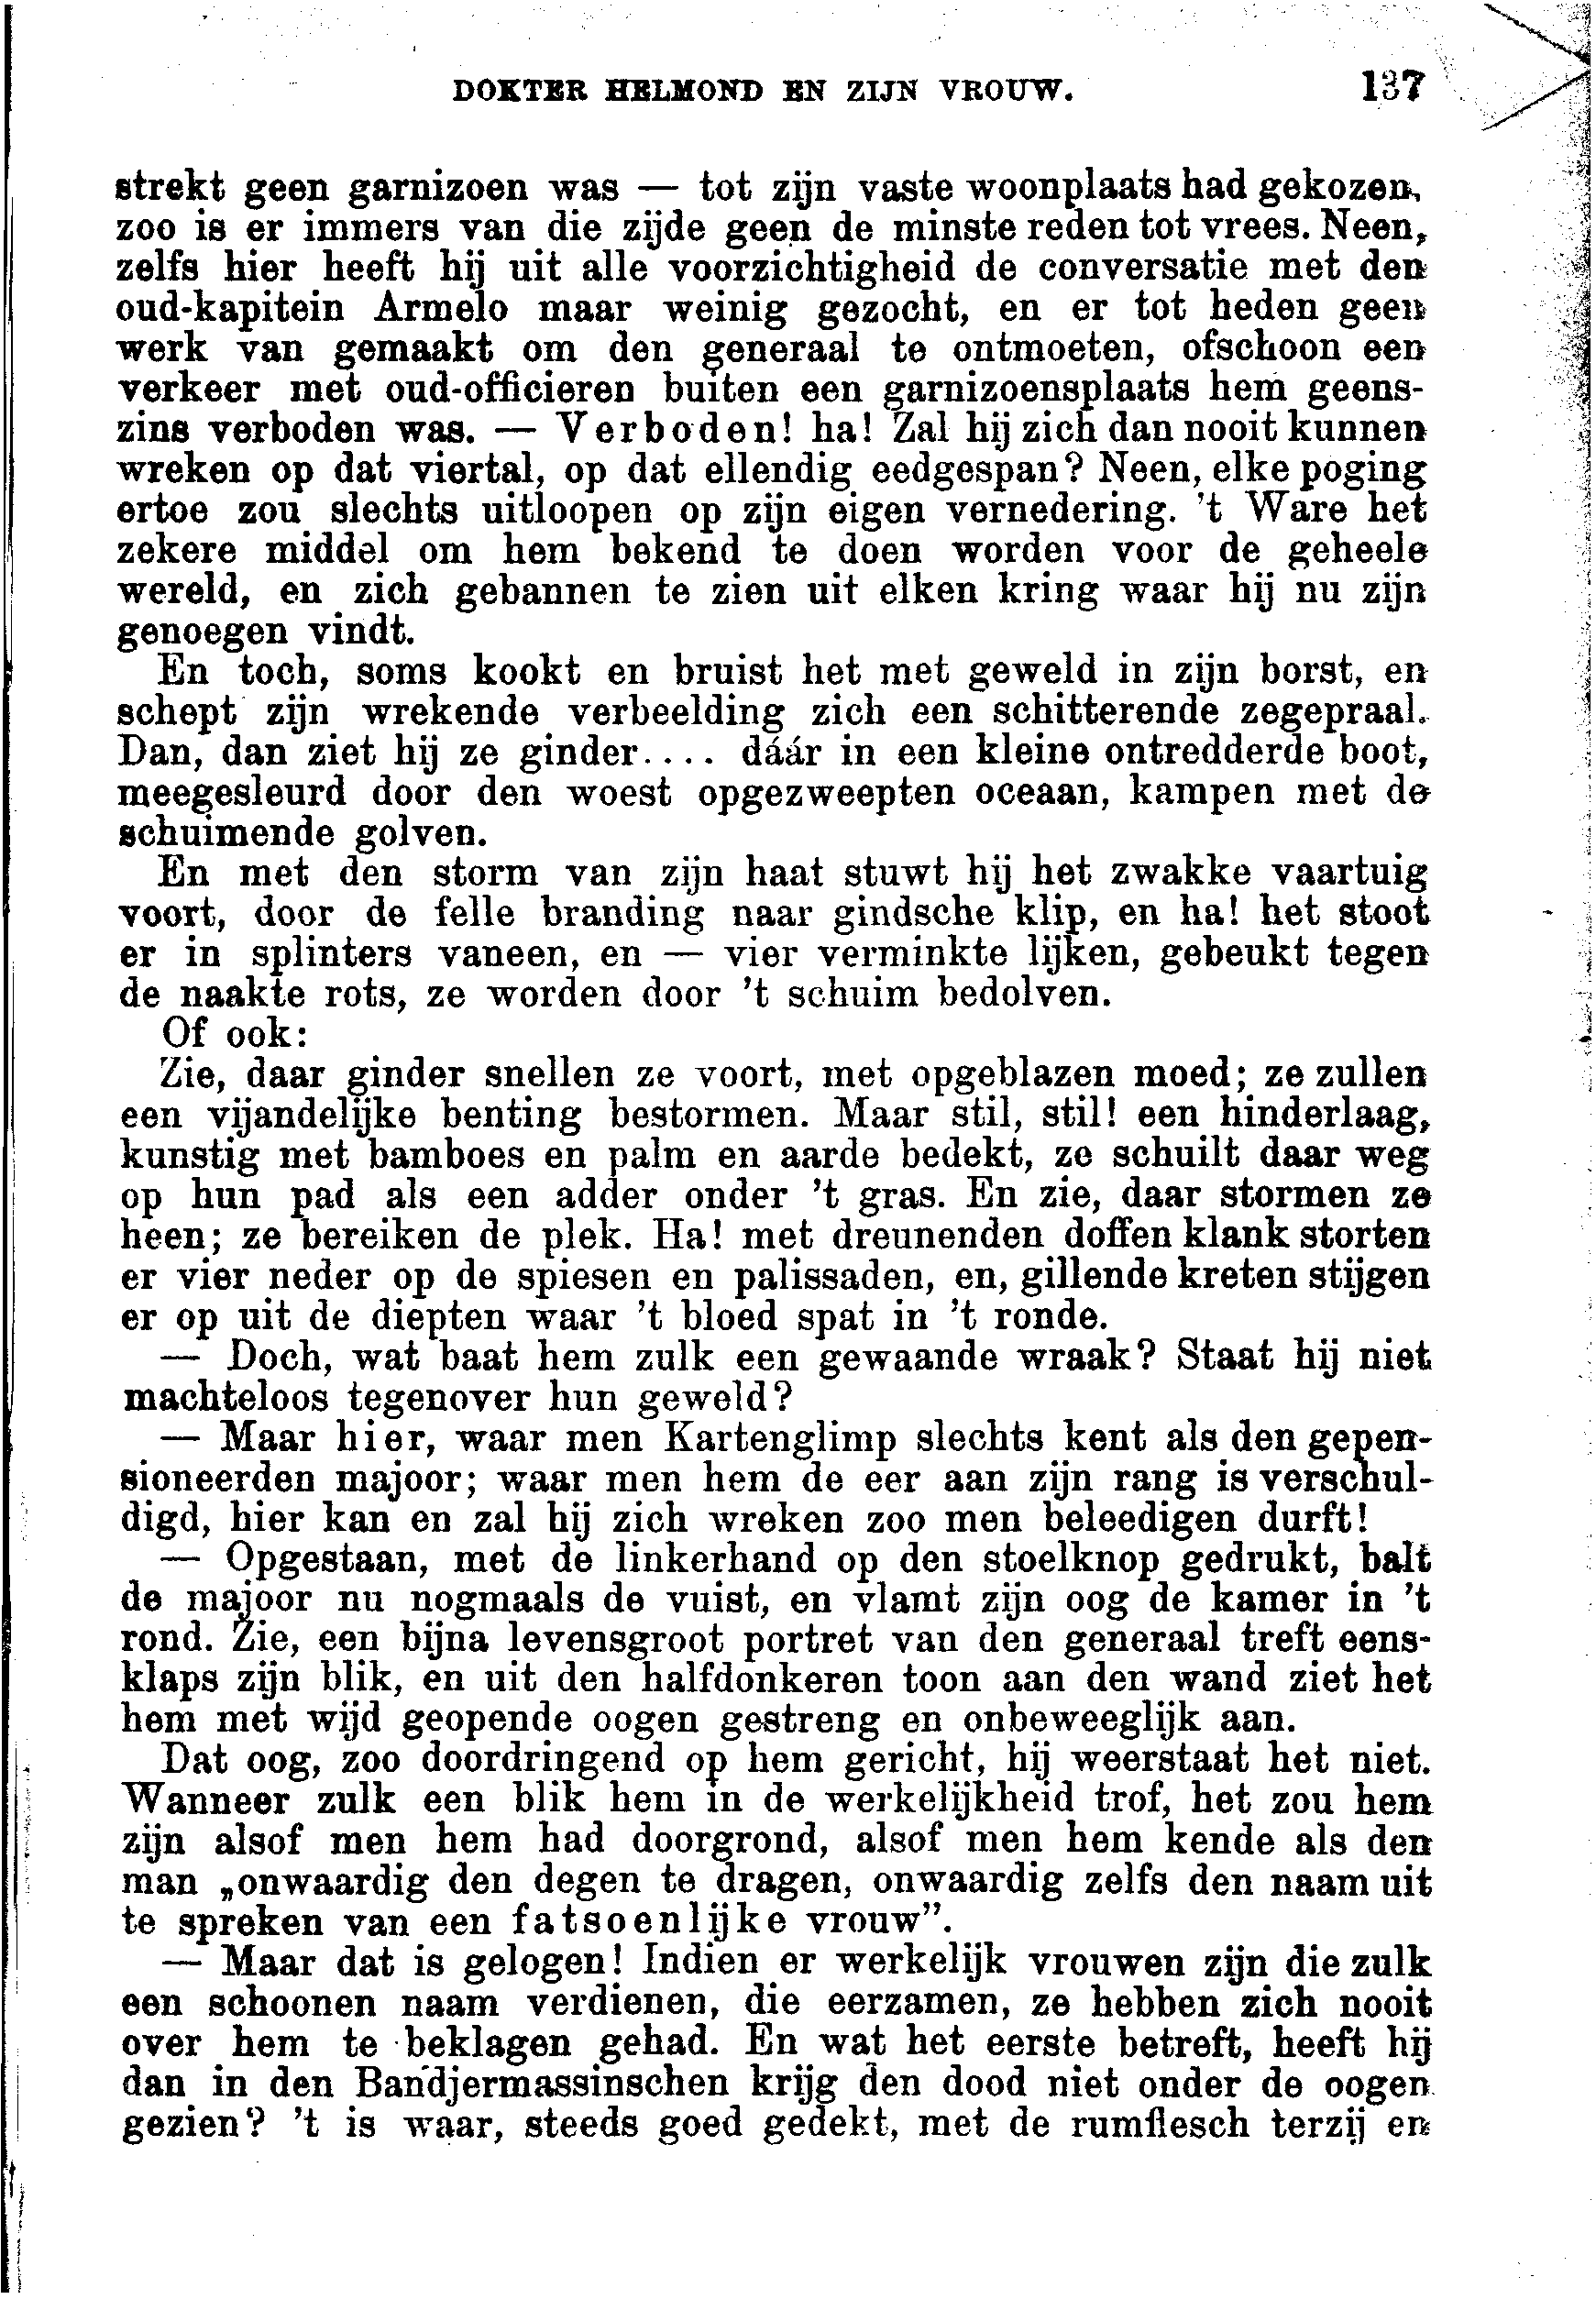 DOKTER HELMOND EN ZIJN VROUW. 137
strekt geen garnizoen was — tot zijn vaste woonplaats had gekozen,
zoo is er immers van die zijde geen de minste reden tot vrees. Neen,
zelfs hier heeft hij uit alle voorzichtigheid de conversatie met den
oud-kapitein Armelo maar weinig gezocht, en er tot heden geen
werk van gemaakt om den generaal te ontmoeten, ofschoon een
verkeer met oud-officieren buiten een garnizoensplaats hem geens-
zins verboden was. — Verboden! ha! Zal hij zich dan nooit kunnen
wreken op dat viertal, op dat ellendig eedgespan? Neen, elke poging
ertoe zou slechts uitloopen op zijn eigen vernedering. 't Ware het
zekere middel om hem bekend te doen worden voor de geheele
wereld, en zich gebannen te zien uit elken kring waar hij nu zijn
genoegen vindt.
En toch, soms kookt en bruist het met geweld in zijn borst, en
schept zijn wrekende verbeelding zich een schitterende zegepraal.
Dan, dan ziet hij ze ginder.... dáár in een kleine ontredderde boot,
meegesleurd door den woest opgezweepten oceaan, kampen met de
schuimende golven.
En met den storm van zijn haat stuwt hij het zwakke vaartuig
voort, door de felle branding naar gindsche klip, en ha! het stoot
er in splinters vaneen, en — vier verminkte lijken, gebeukt tegen
de naakte rots, ze worden door 't schuim bedolven.
Of ook:
Zie, daar ginder snellen ze voort, met opgeblazen moed; ze zullen
een vijandelijke benting bestormen. Maar stil, stil! een hinderlaag,
kunstig met bamboes en palm en aarde bedekt, ze schuilt daar weg
op hun pad als een adder onder 't gras. En zie, daar stormen ze
heen; ze bereiken de plek. Ha! met dreunenden doffen klank storten
er vier neder op de spiesen en palissaden, en, gillende kreten stijgen
er op uit de diepten waar 't bloed spat in 't ronde.
— Doch, wat baat hem zulk een gewaande wraak? Staat hij niet
machteloos tegenover hun geweld?
— Maar hier, waar men Kartenglimp slechts kent als den gepen-
sioneerden majoor; waar men hem de eer aan zijn rang is verschul-
digd, hier kan en zal hij zich wreken zoo men beleedigen durft!
— Opgestaan, met de linkerhand op den stoelknop gedrukt, balt
de majoor nu nogmaals de vuist, en vlamt zijn oog de kamer in 't
rond. Zie, een bijna levensgroot portret van den generaal treft eens-
klaps zijn blik, en uit den halfdonkeren toon aan den wand ziet het
hem met wijd geopende oogen gestreng en onbeweeglijk aan.
Dat oog, zoo doordringend op hem gericht, hij weerstaat het niet.
Wanneer zulk een blik hem in de werkelijkheid trof, het zou hem
zijn alsof men hem had doorgrond, alsof men hem kende als den
man „onwaardig den degen te dragen, onwaardig zelfs den naam uit
te spreken van een fatsoenlijke vrouw”.
— Maar dat is gelogen! Indien er werkelijk vrouwen zijn die zulk
een schoonen naam verdienen, die eerzamen, ze hebben zich nooit
over hem te beklagen gehad. En wat het eerste betreft, heeft hij
dan in den Bandjermassinschen krijg den dood niet onder de oogen
gezien? 't is waar, steeds goed gedekt, met de rumflesch terzij en